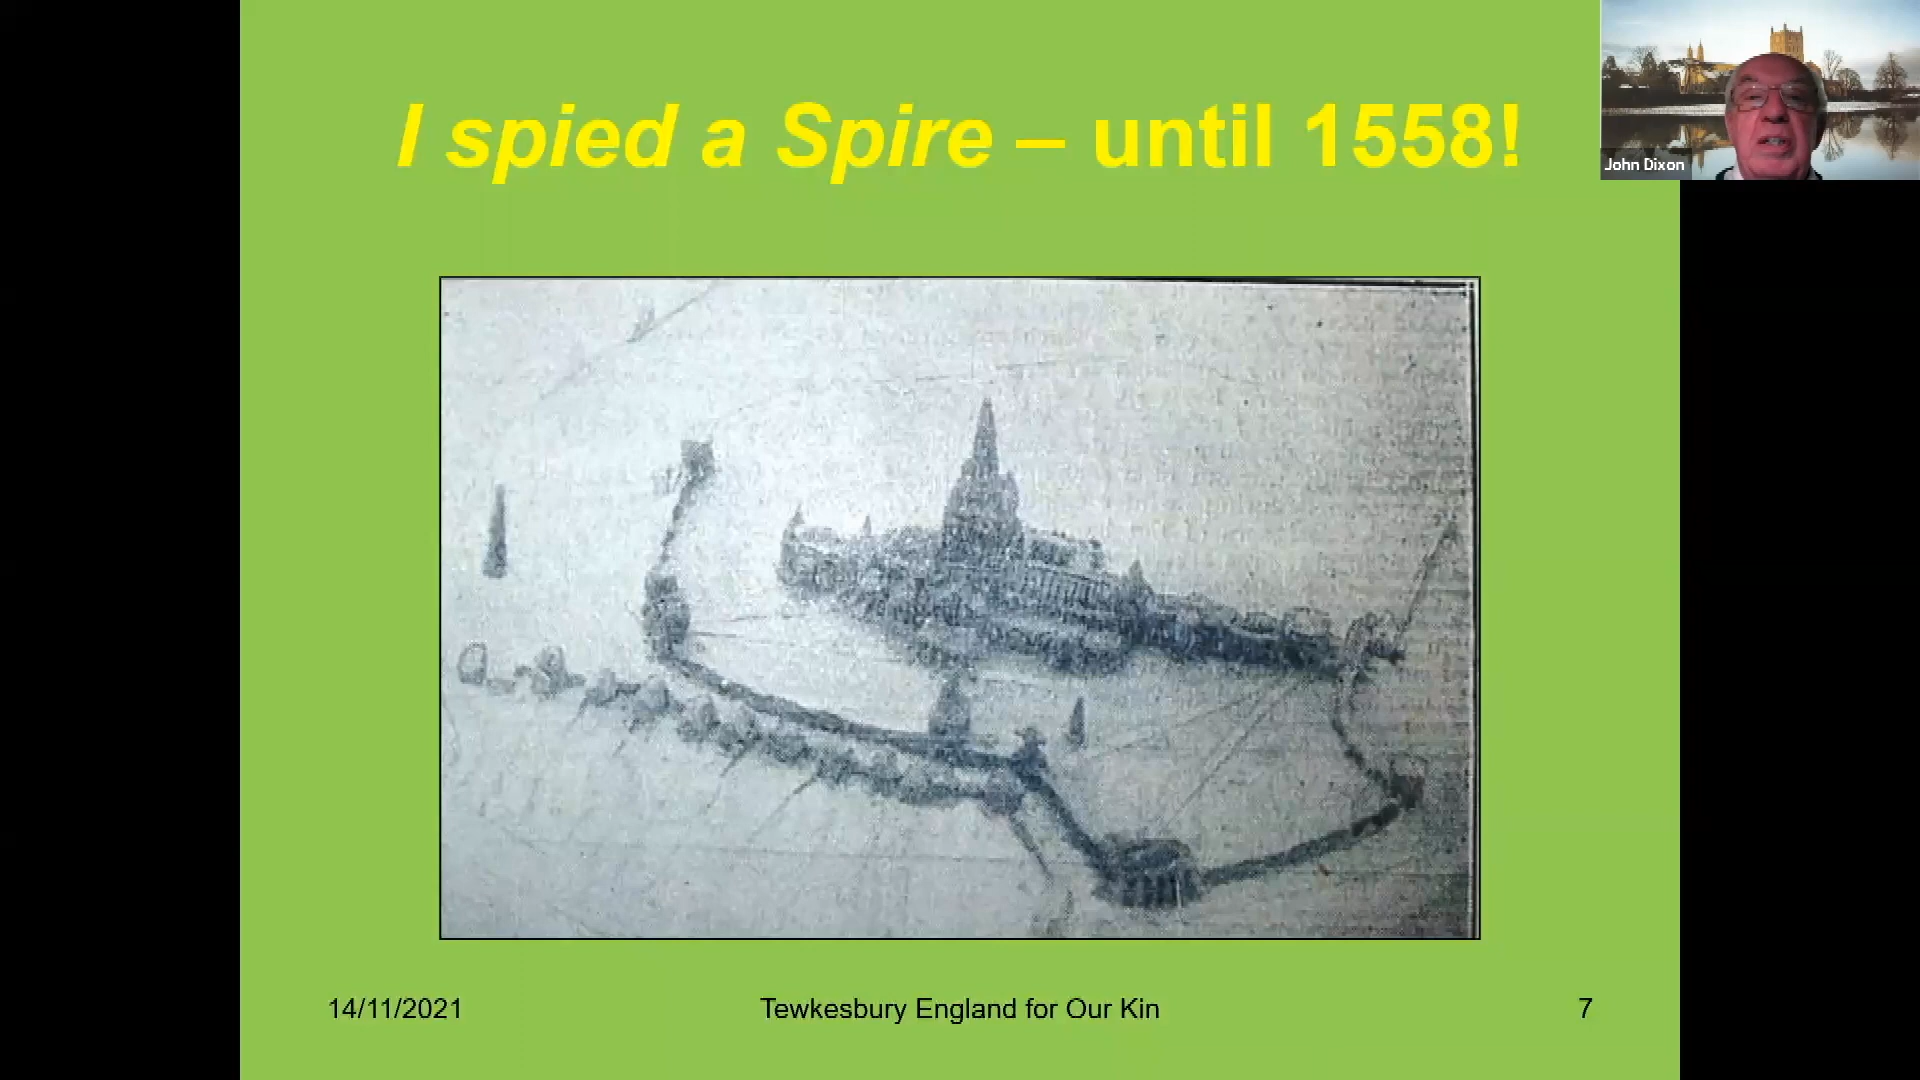 I spied a Spire – until 1558!
John Dixon
14/11/2021
Tewkesbury England for Our Kin
7